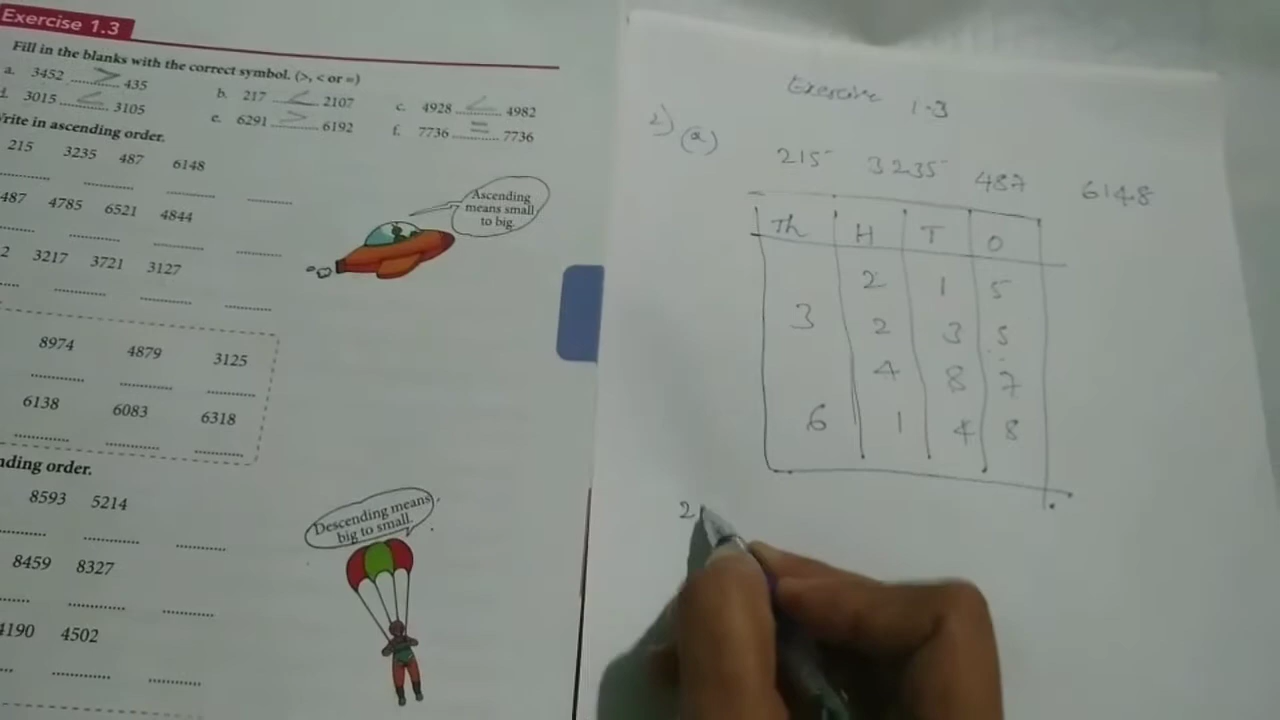 Exercise 1.3
Fill in the blanks with the correct symbol. (>, < or =)
a. 3452 > 435
b. 217 < 2107
c. 4928 < 4982
d. 3015 < 3105
e. 6291 > 6192
f. 7736 = 7736
Write in ascending order.
215 3235 487 6148
487 4785 6521 4844
2 3217 3721 3127
Ascending
means small
to big.
8974 4879 3125
6138 6083 6318
nding order.
8593 5214
8459 8327
4190 4502
Descending means
big to small.
Exercise 1.3
2) (a)
215 3235 487 6148
Th H T O
2 1 5
3 2 3 5
4 8 7
6 1 4 8
2